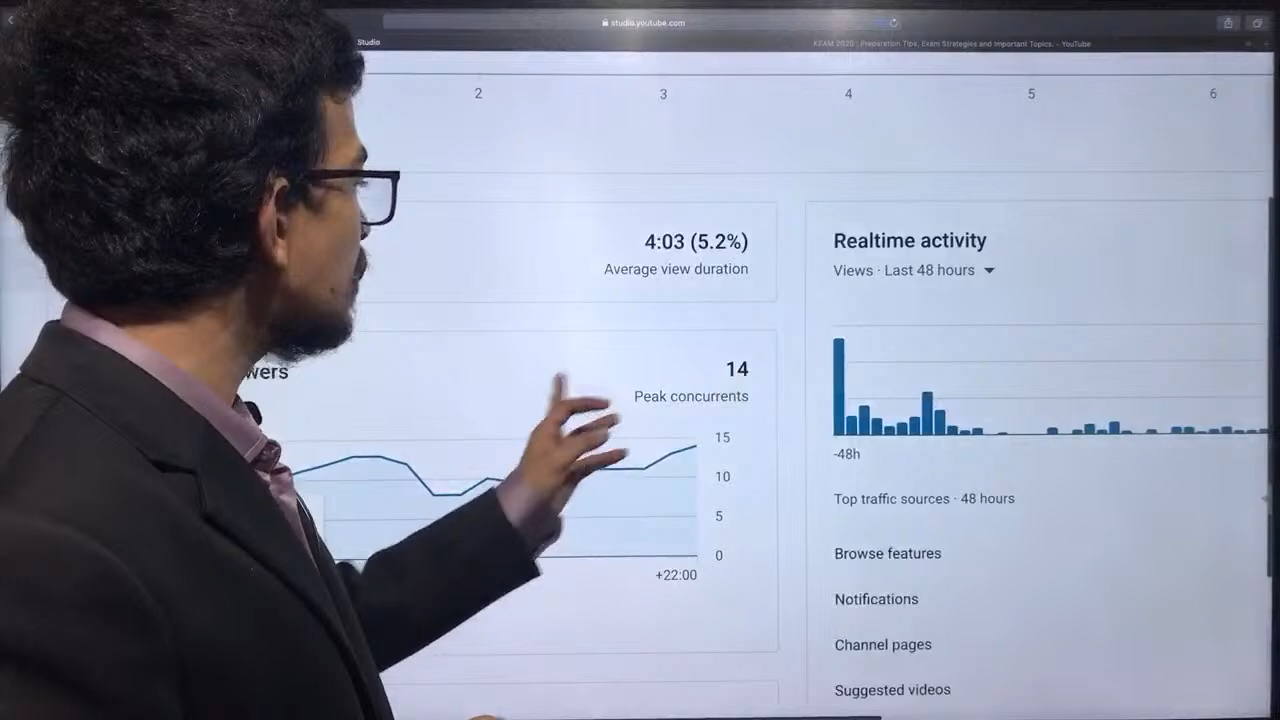 studio.youtube.com
Studio
KEAM 2020 : Preparation Tips, Exam Strategies and Important Topics. - YouTube
2 3 4 5 6
4:03 (5.2%)
Average view duration
wers
14
Peak concurrents
15
10
5
0
+22:00
Realtime activity
Views · Last 48 hours
-48h
Top traffic sources · 48 hours
Browse features
Notifications
Channel pages
Suggested videos